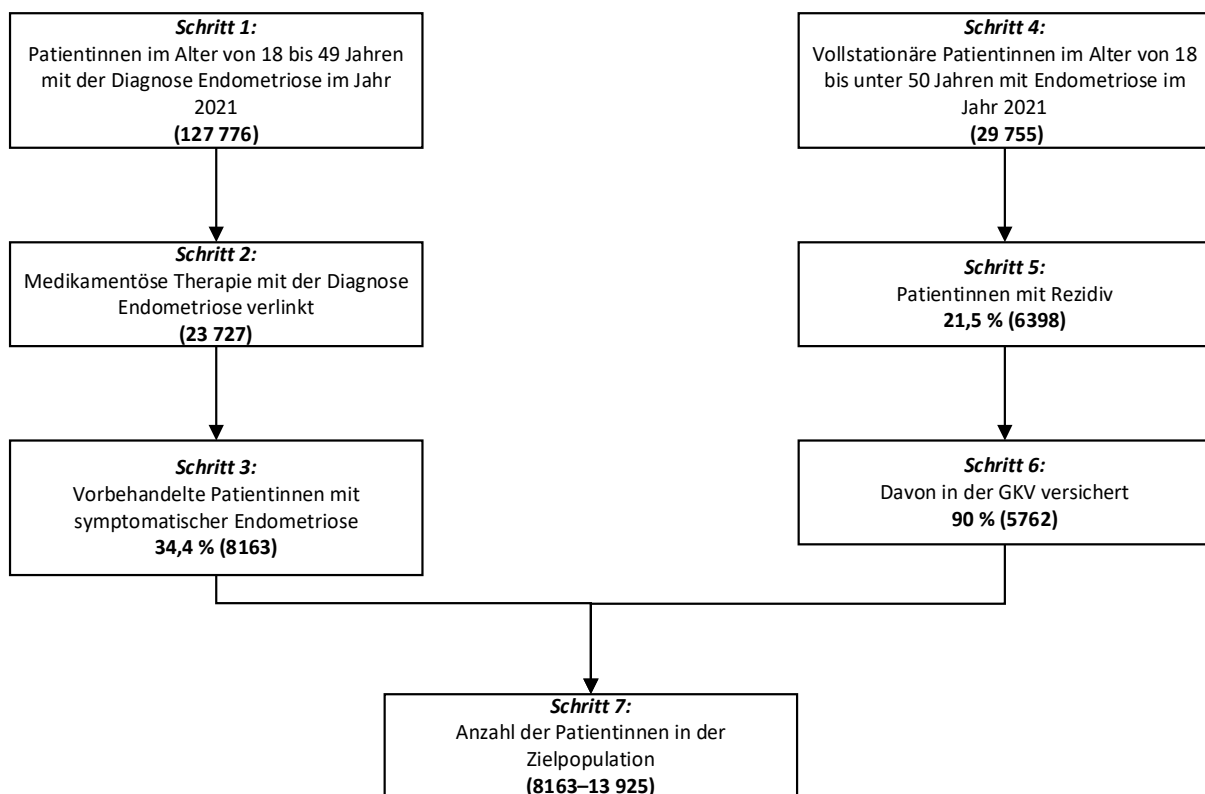 Schritt 1:
Patientinnen im Alter von 18 bis 49 Jahren
mit der Diagnose Endometriose im Jahr
2021
(127 776)
Schritt 2:
Medikamentöse Therapie mit der Diagnose
Endometriose verlinkt
(23 727)
Schritt 3:
Vorbehandelte Patientinnen mit
symptomatischer Endometriose
34,4 % (8163)
Schritt 4:
Vollstationäre Patientinnen im Alter von 18
bis unter 50 Jahren mit Endometriose im
Jahr 2021
(29 755)
Schritt 5:
Patientinnen mit Rezidiv
21,5 % (6398)
Schritt 6:
Davon in der GKV versichert
90 % (5762)
Schritt 7:
Anzahl der Patientinnen in der
Zielpopulation
(8163–13 925)